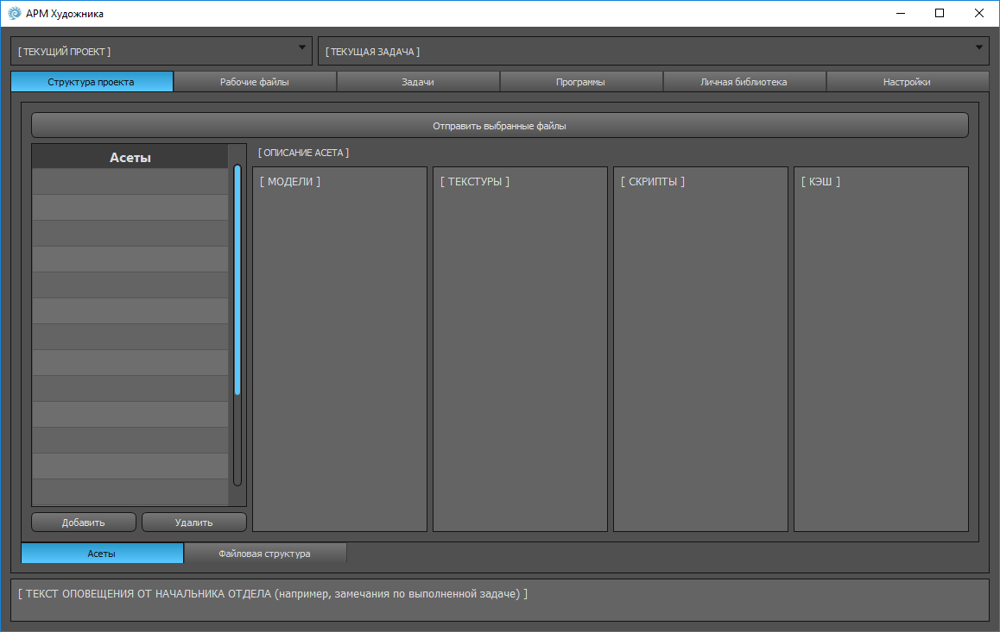 АРМ Художника
[ ТЕКУЩИЙ ПРОЕКТ ]
[ ТЕКУЩАЯ ЗАДАЧА ]
Структура проекта
Рабочие файлы
Задачи
Программы
Личная библиотека
Настройки
Отправить выбранные файлы
Асеты
[ ОПИСАНИЕ АСЕТА ]
[ МОДЕЛИ ]
[ ТЕКСТУРЫ ]
[ СКРИПТЫ ]
[ КЭШ ]
Добавить
Удалить
Асеты
Файловая структура
[ ТЕКСТ ОПОВЕЩЕНИЯ ОТ НАЧАЛЬНИКА ОТДЕЛА (например, замечания по выполненной задаче) ]